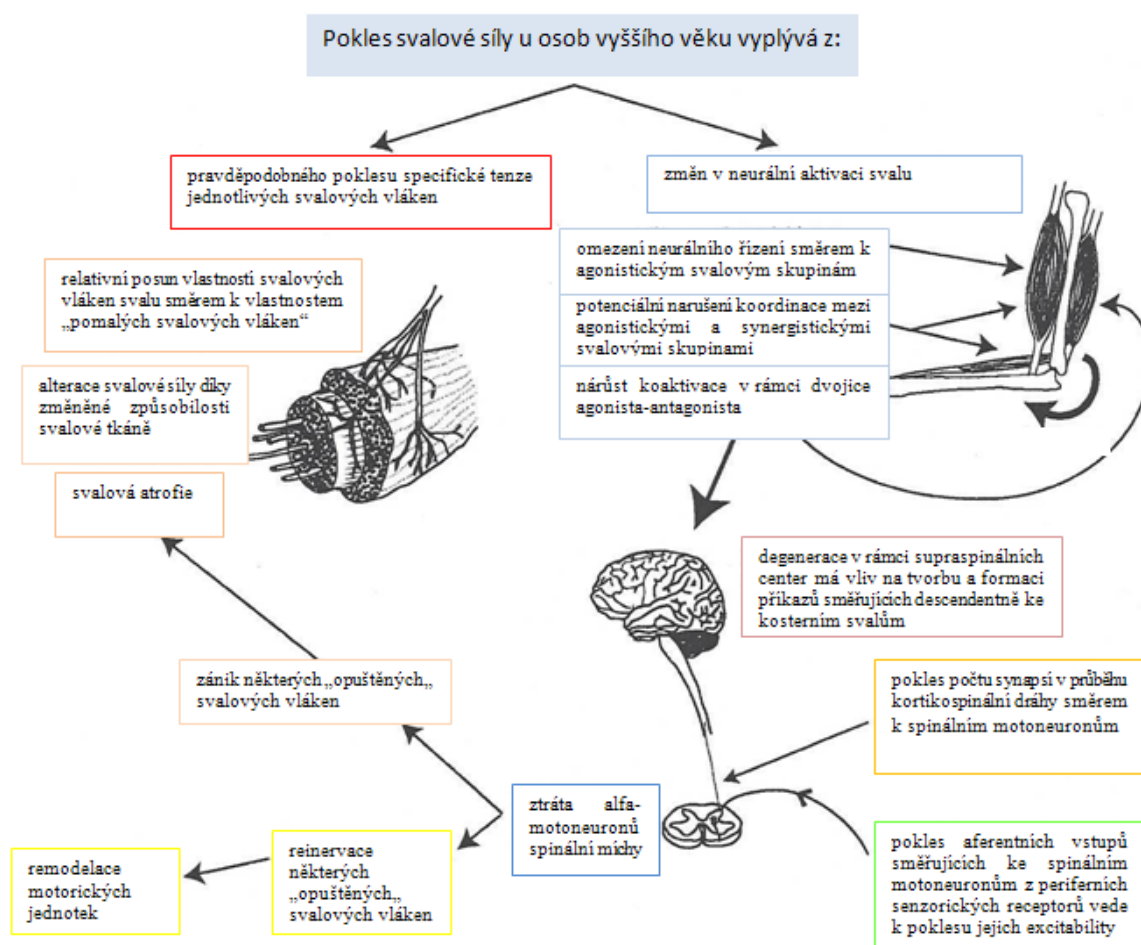 Pokles svalové síly u osob vyššího věku vyplývá z:
pravděpodobného poklesu specifické tenze
jednotlivých svalových vláken
změn v neurální aktivaci svalu
omezení neurálního řízení směrem k
agonistickým svalovým skupinám
potenciální narušení koordinace mezi
agonistickými a synergistickými
svalovými skupinami
nárůst koaktivace v rámci dvojice
agonista-antagonista
relativní posun vlastností svalových
vláken svalu směrem k vlastnostem
„pomalých svalových vláken“
alterace svalové síly díky
změněné způsobilosti
svalové tkáně
svalová atrofie
degenerace v rámci supraspinálních
center má vliv na tvorbu a formaci
příkazů směřujících descendentně ke
kosterním svalům
zánik některých „opuštěných„
svalových vláken
pokles počtu synapsí v průběhu
kortikospinální dráhy směrem
k spinálním motoneuronům
ztráta alfa-
motoneuronů
spinální míchy
reinervace
některých
„opuštěných„
svalových vláken
remodelace
motorických
jednotek
pokles aferentních vstupů
směřujících ke spinálním
motoneuronům z periferních
senzorických receptorů vede
k poklesu jejich excitability